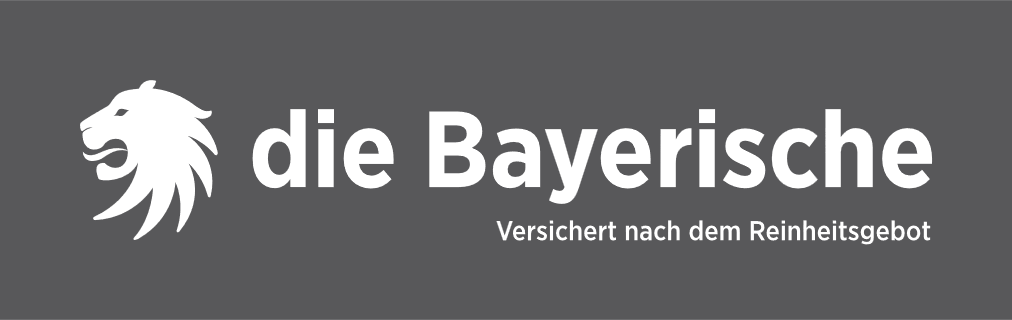 die Bayerische
Versichert nach dem Reinheitsgebot